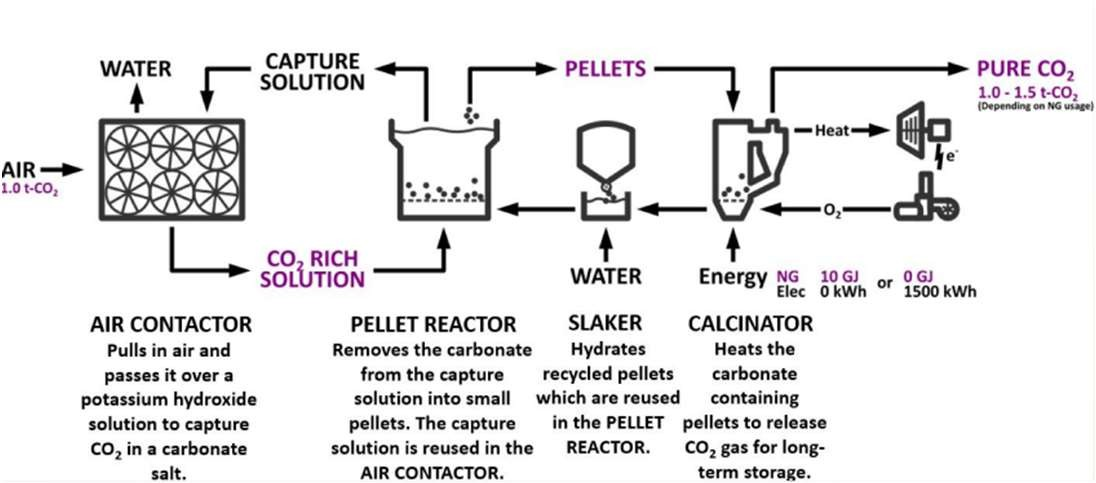 WATER
CAPTURE
SOLUTION
PELLETS
PURE CO₂
1.0 - 1.5 t-CO₂
(Depending on NG usage)
Heat
e⁻
AIR
1.0 t-CO₂
O₂
CO₂ RICH
SOLUTION
WATER
Energy NG 10 GJ or 0 GJ
Elec 0 kWh 1500 kWh
AIR CONTACTOR
Pulls in air and
passes it over a
potassium hydroxide
solution to capture
CO₂ in a carbonate
salt.
PELLET REACTOR
Removes the carbonate
from the capture
solution into small
pellets. The capture
solution is reused in the
AIR CONTACTOR.
SLAKER
Hydrates
recycled pellets
which are reused
in the PELLET
REACTOR.
CALCINATOR
Heats the
carbonate
containing
pellets to release
CO₂ gas for long-
term storage.